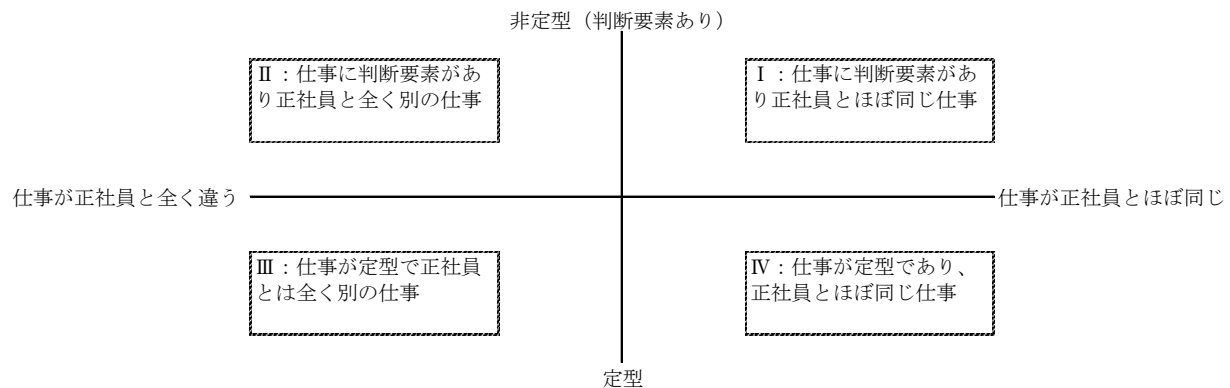 非定型（判断要素あり）
Ⅱ：仕事に判断要素があ
り正社員と全く別の仕事
Ⅰ：仕事に判断要素があ
り正社員とほぼ同じ仕事
仕事が正社員と全く違う
仕事が正社員とほぼ同じ
Ⅲ：仕事が定型で正社員
とは全く別の仕事
Ⅳ：仕事が定型であり、
正社員とほぼ同じ仕事
定型